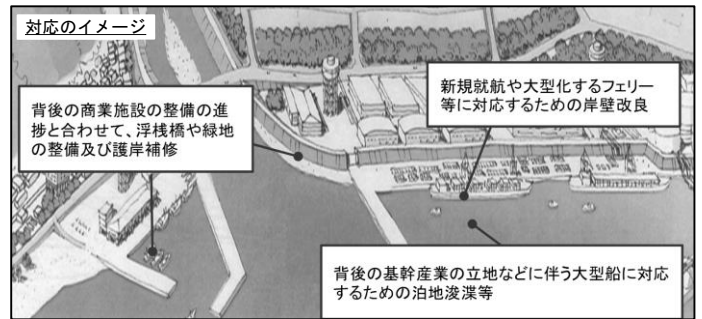 対応のイメージ
背後の商業施設の整備の進
捗と合わせて、浮桟橋や緑地
の整備及び護岸補修
新規就航や大型化するフェリー
等に対応するための岸壁改良
背後の基幹産業の立地などに伴う大型船に対応
するための泊地浚渫等